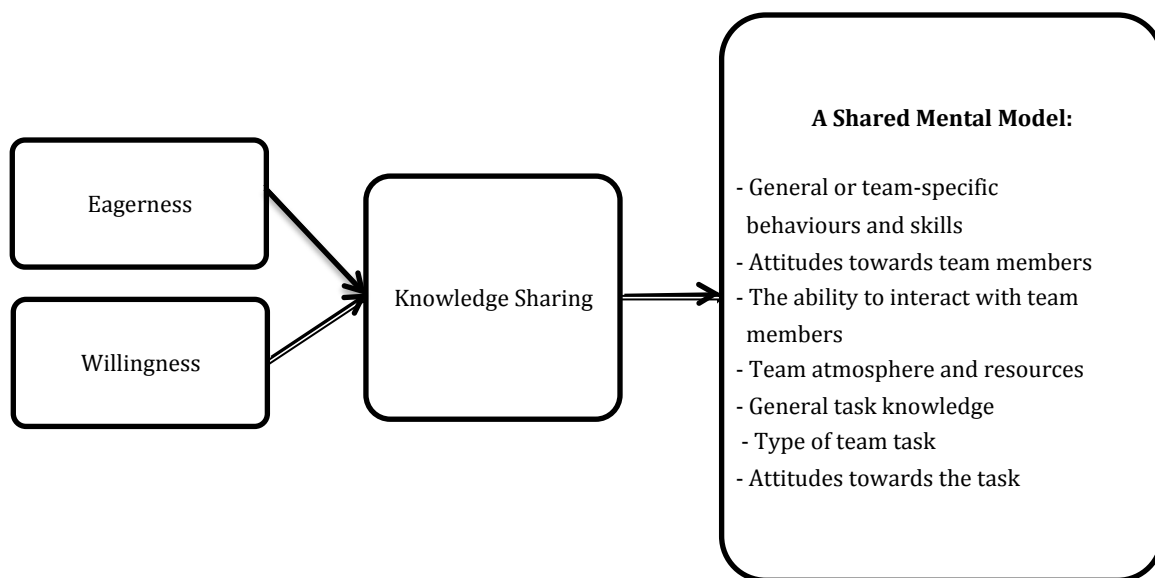 Eagerness
Willingness
Knowledge Sharing
A Shared Mental Model:
- General or team-specific
behaviours and skills
- Attitudes towards team members
- The ability to interact with team
members
- Team atmosphere and resources
- General task knowledge
- Type of team task
- Attitudes towards the task